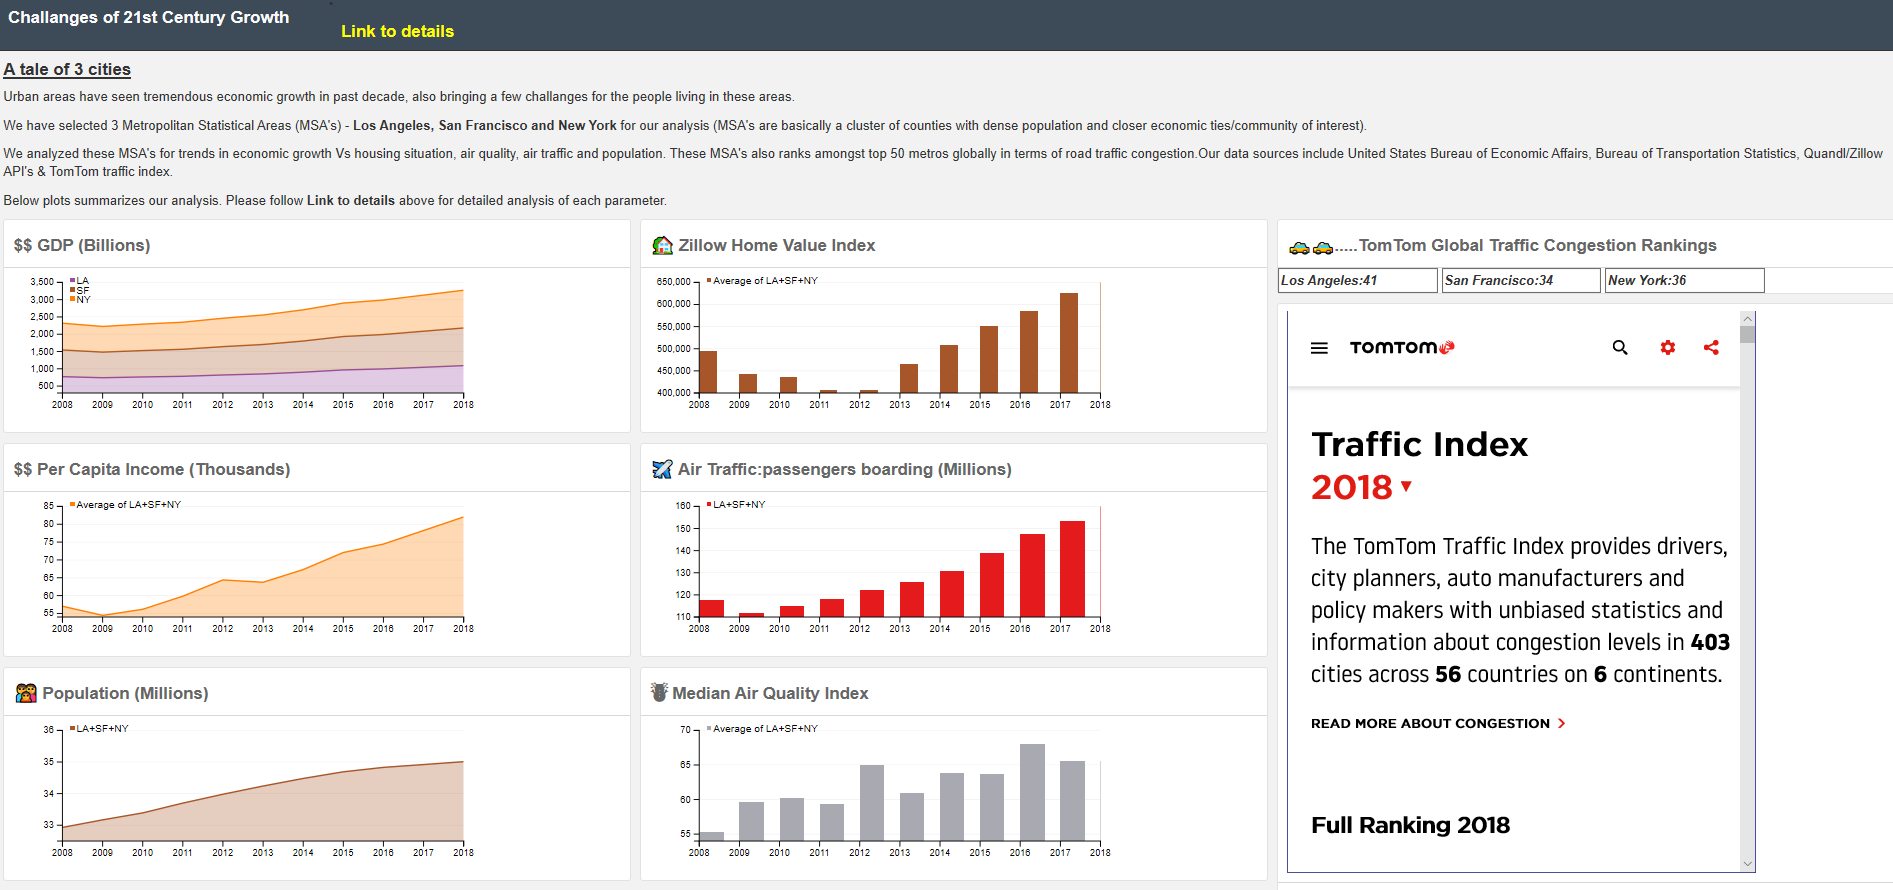 Challanges of 21st Century Growth
Link to details
A tale of 3 cities
Urban areas have seen tremendous economic growth in past decade, also bringing a few challanges for the people living in these areas.
We have selected 3 Metropolitan Statistical Areas (MSA's) - Los Angeles, San Francisco and New York for our analysis (MSA's are basically a cluster of counties with dense population and closer economic ties/community of interest).
We analyzed these MSA's for trends in economic growth Vs housing situation, air quality, air traffic and population. These MSA's also ranks amongst top 50 metros globally in terms of road traffic congestion.Our data sources include United States Bureau of Economic Affairs, Bureau of Transportation Statistics, Quandl/Zillow
API's & TomTom traffic index.
Below plots summarizes our analysis. Please follow Link to details above for detailed analysis of each parameter.
$$ GDP (Billions)
3,500
3,000
2,500
2,000
1,500
1,000
500
LA
SF
NY
2008 2009 2010 2011 2012 2013 2014 2015 2016 2017 2018
Zillow Home Value Index
650,000
600,000
550,000
500,000
450,000
400,000
Average of LA+SF+NY
2008 2009 2010 2011 2012 2013 2014 2015 2016 2017 2018
$$ Per Capita Income (Thousands)
85
80
75
70
65
60
55
Average of LA+SF+NY
2008 2009 2010 2011 2012 2013 2014 2015 2016 2017 2018
Air Traffic:passengers boarding (Millions)
160
150
140
130
120
110
LA+SF+NY
2008 2009 2010 2011 2012 2013 2014 2015 2016 2017 2018
Population (Millions)
36
35
34
33
LA+SF+NY
2008 2009 2010 2011 2012 2013 2014 2015 2016 2017 2018
Median Air Quality Index
70
65
60
55
Average of LA+SF+NY
2008 2009 2010 2011 2012 2013 2014 2015 2016 2017 2018
.....TomTom Global Traffic Congestion Rankings
Los Angeles:41
San Francisco:34
New York:36
TOMTOM
Traffic Index
2018
The TomTom Traffic Index provides drivers,
city planners, auto manufacturers and
policy makers with unbiased statistics and
information about congestion levels in 403
cities across 56 countries on 6 continents.
READ MORE ABOUT CONGESTION
Full Ranking 2018